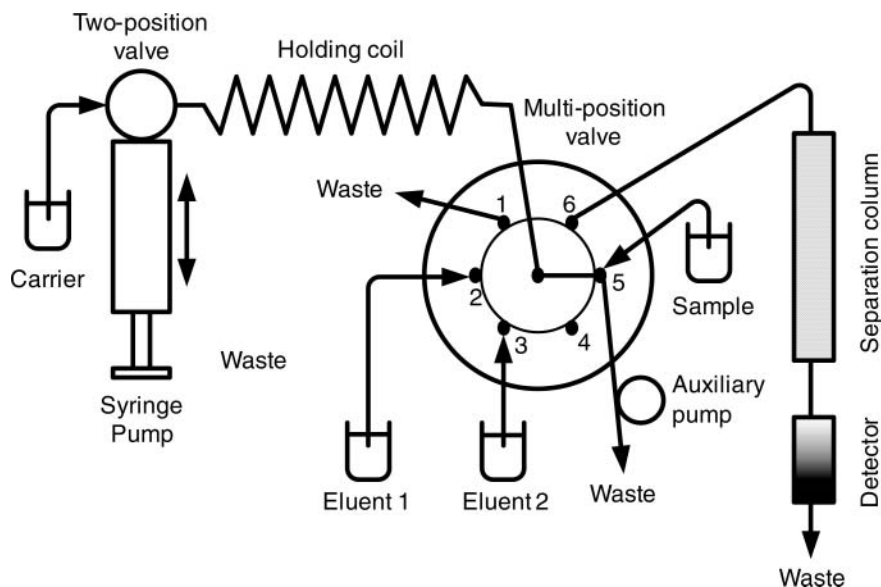 Two-position
valve
Holding coil
Multi-position
valve
Waste
1
6
2
5
3
4
Carrier
Sample
Separation column
Waste
Syringe
Pump
Auxiliary
pump
Eluent 1
Eluent 2
Waste
Detector
Waste